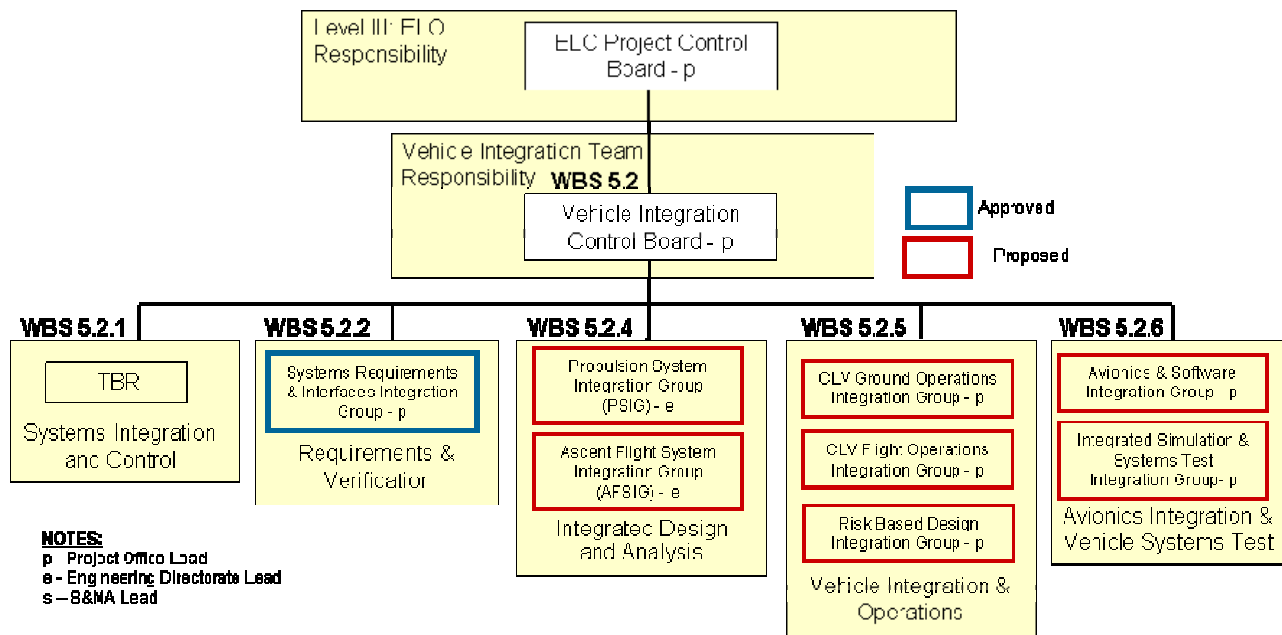 Level III: ELO
Responsibility
ELC Project Control
Board - p
Vehicle Integration Team
Responsibility WBS 5.2
Vehicle Integration
Control Board - p
Approved
Proposed
WBS 5.2.1
TBR
Systems Integration
and Control
WBS 5.2.2
Systems Requirements
& Interfaces Integration
Group - p
Requirements &
Verification
WBS 5.2.4
Propulsion System
Integration Group
(PSIG) - e
Ascent Flight System
Integration Group
(AFSIG) - e
Integrated Design
and Analysis
WBS 5.2.5
CLV Ground Operations
Integration Group - p
CLV Flight Operations
Integration Group - p
Risk Based Design
Integration Group - p
Vehicle Integration &
Operations
WBS 5.2.6
Avionics & Software
Integration Group - p
Integrated Simulation &
Systems Test
Integration Group- p
Avionics Integration &
Vehicle Systems Test
NOTES:
p - Project Office Lead
e - Engineering Directorate Lead
s – S&MA Lead